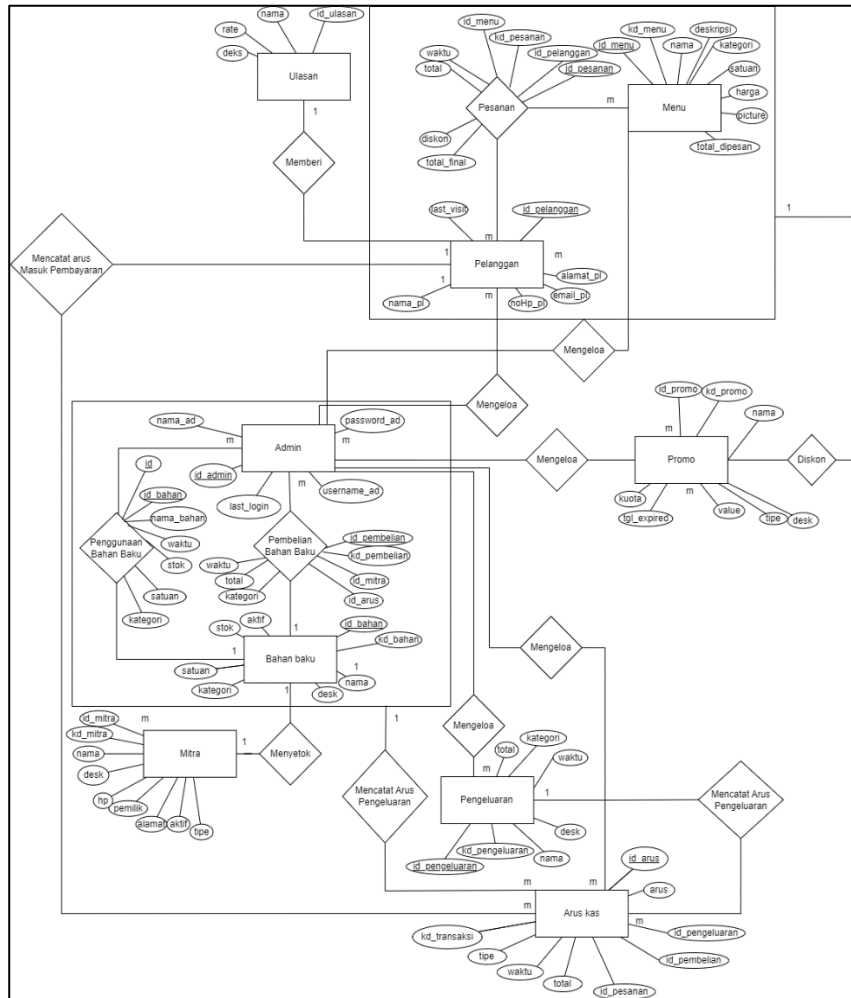 nama
id_ulasan
rate
deks
Ulasan
1
Memberi
id_menu
kd_pesanan
waktu
id_pelanggan
total
id_pesanan
Pesanan
m
diskon
total_final
kd_menu
deskripsi
id_menu
nama
kategori
satuan
Menu
harga
picture
total_dipesan
1
last_visit
id_pelanggan
m
1
Pelanggan
m
alamat_pl
1
nama_pl
m
noHp_pl
email_pl
Mencatat arus
Masuk Pembayaran
Mengeloa
Mengeloa
nama_ad
password_ad
m
Admin
m
id_admin
m
last_login
username_ad
id
id_bahan
nama_bahan
waktu
Penggunaan
Bahan Baku
stok
satuan
kategori
Pembelian
Bahan Baku
id_pembelian
kd_pembelian
waktu
total
id_mitra
kategori
id_arus
aktif
1
id_bahan
stok
kd_bahan
1
Bahan baku
satuan
1
nama
kategori
1
desk
Mengeloa
id_promo
kd_promo
nama
m
Promo
Diskon
kuota
m
tgl_expired
value
tipe
desk
id_mitra
m
kd_mitra
nama
Mitra
1
Menyetok
desk
hp
pemilik
alamat
aktif
tipe
1
Mencatat Arus
Pengeluaran
Mengeloa
Mengeloa
total
kategori
waktu
m
Pengeluaran
1
desk
kd_pengeluaran
id_pengeluaran
nama
Mencatat Arus
Pengeluaran
id_arus
m
m
arus
m
Arus kas
m
id_pengeluaran
kd_transaksi
id_pembelian
tipe
waktu
total
id_pesanan